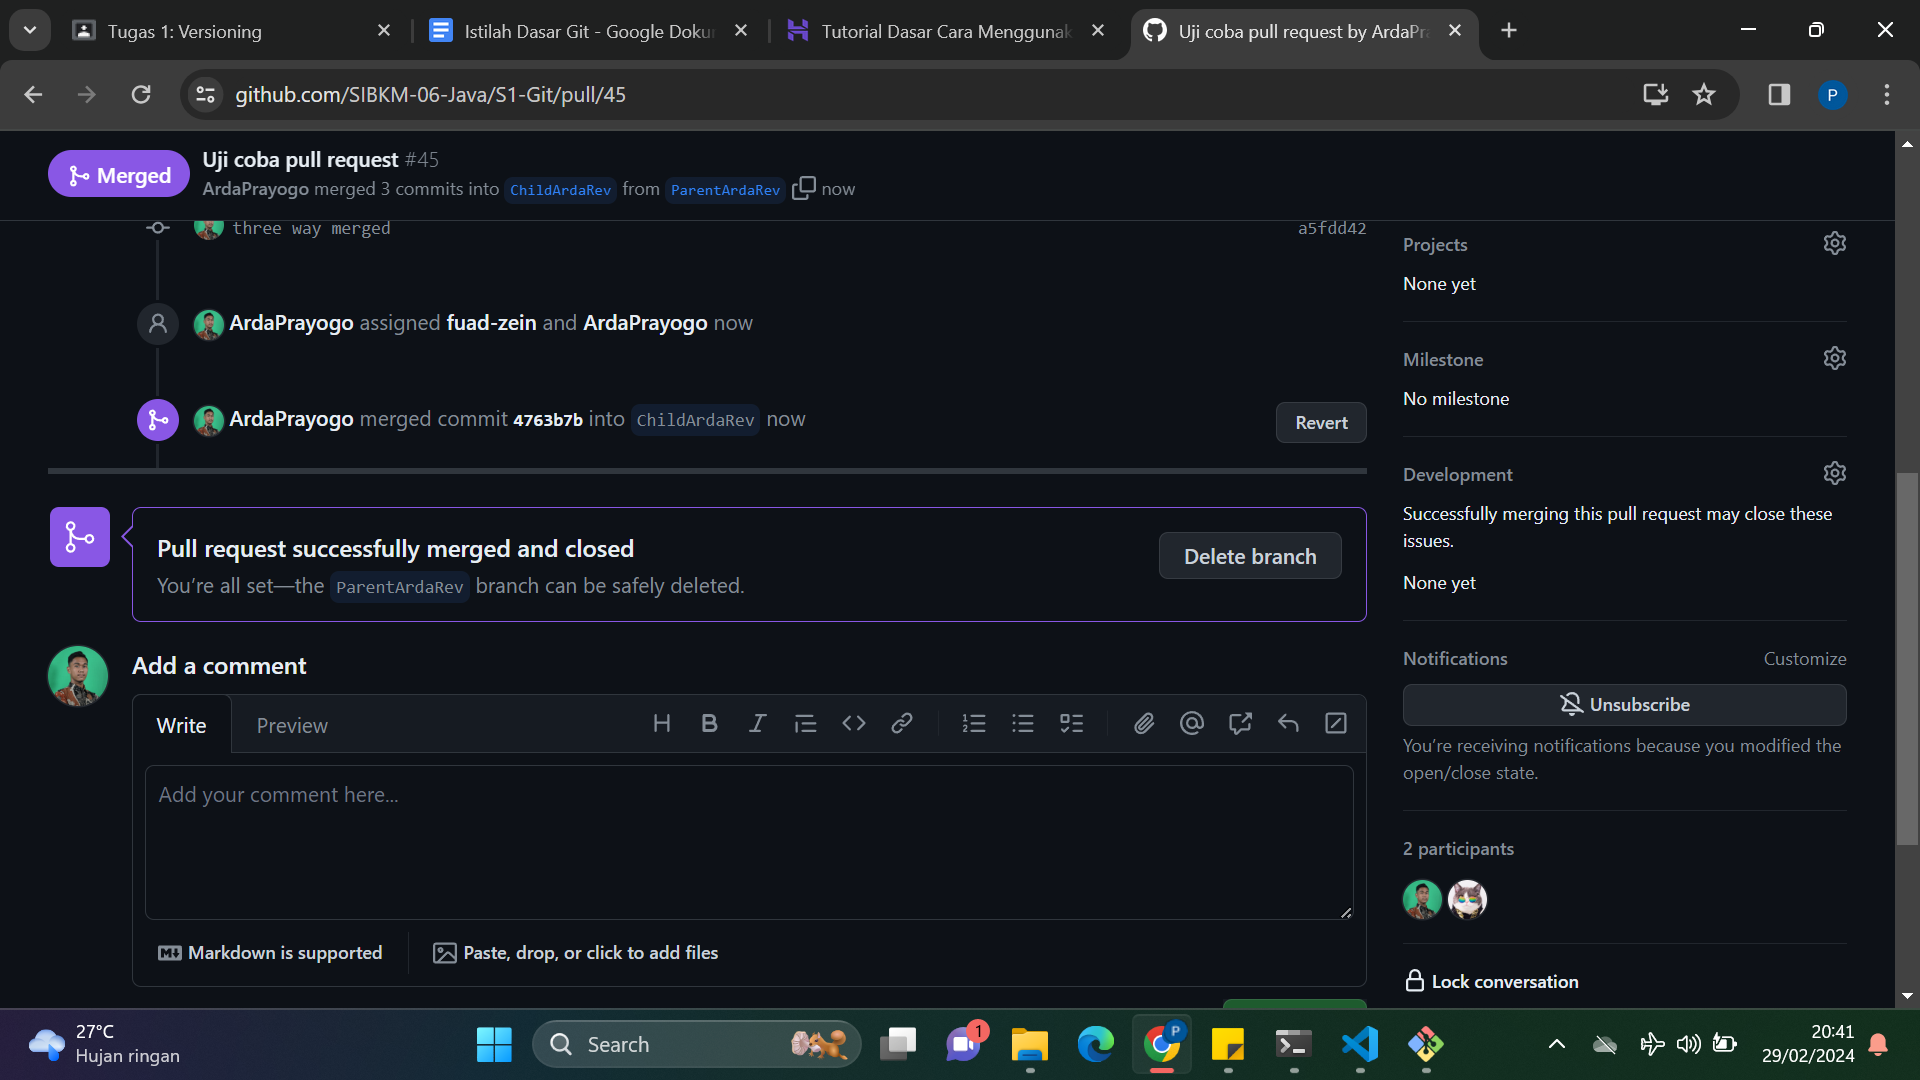 Tugas 1: Versioning
Istilah Dasar Git - Google Doku
Tutorial Dasar Cara Menggunak
Uji coba pull request by ArdaPr
github.com/SIBKM-06-Java/S1-Git/pull/45
P
Merged
Uji coba pull request #45
ArdaPrayogo merged 3 commits into ChildArdaRev from ParentArdaRev now
three way merged
a5fdd42
ArdaPrayogo assigned fuad-zein and ArdaPrayogo now
ArdaPrayogo merged commit 4763b7b into ChildArdaRev now
Revert
Pull request successfully merged and closed
You're all set—the ParentArdaRev branch can be safely deleted.
Delete branch
Add a comment
Write
Preview
Add your comment here...
Markdown is supported
Paste, drop, or click to add files
Projects
None yet
Milestone
No milestone
Development
Successfully merging this pull request may close these
issues.
None yet
Notifications
Customize
Unsubscribe
You're receiving notifications because you modified the
open/close state.
2 participants
Lock conversation
27°C
Hujan ringan
Search
1
P
20:41
29/02/2024